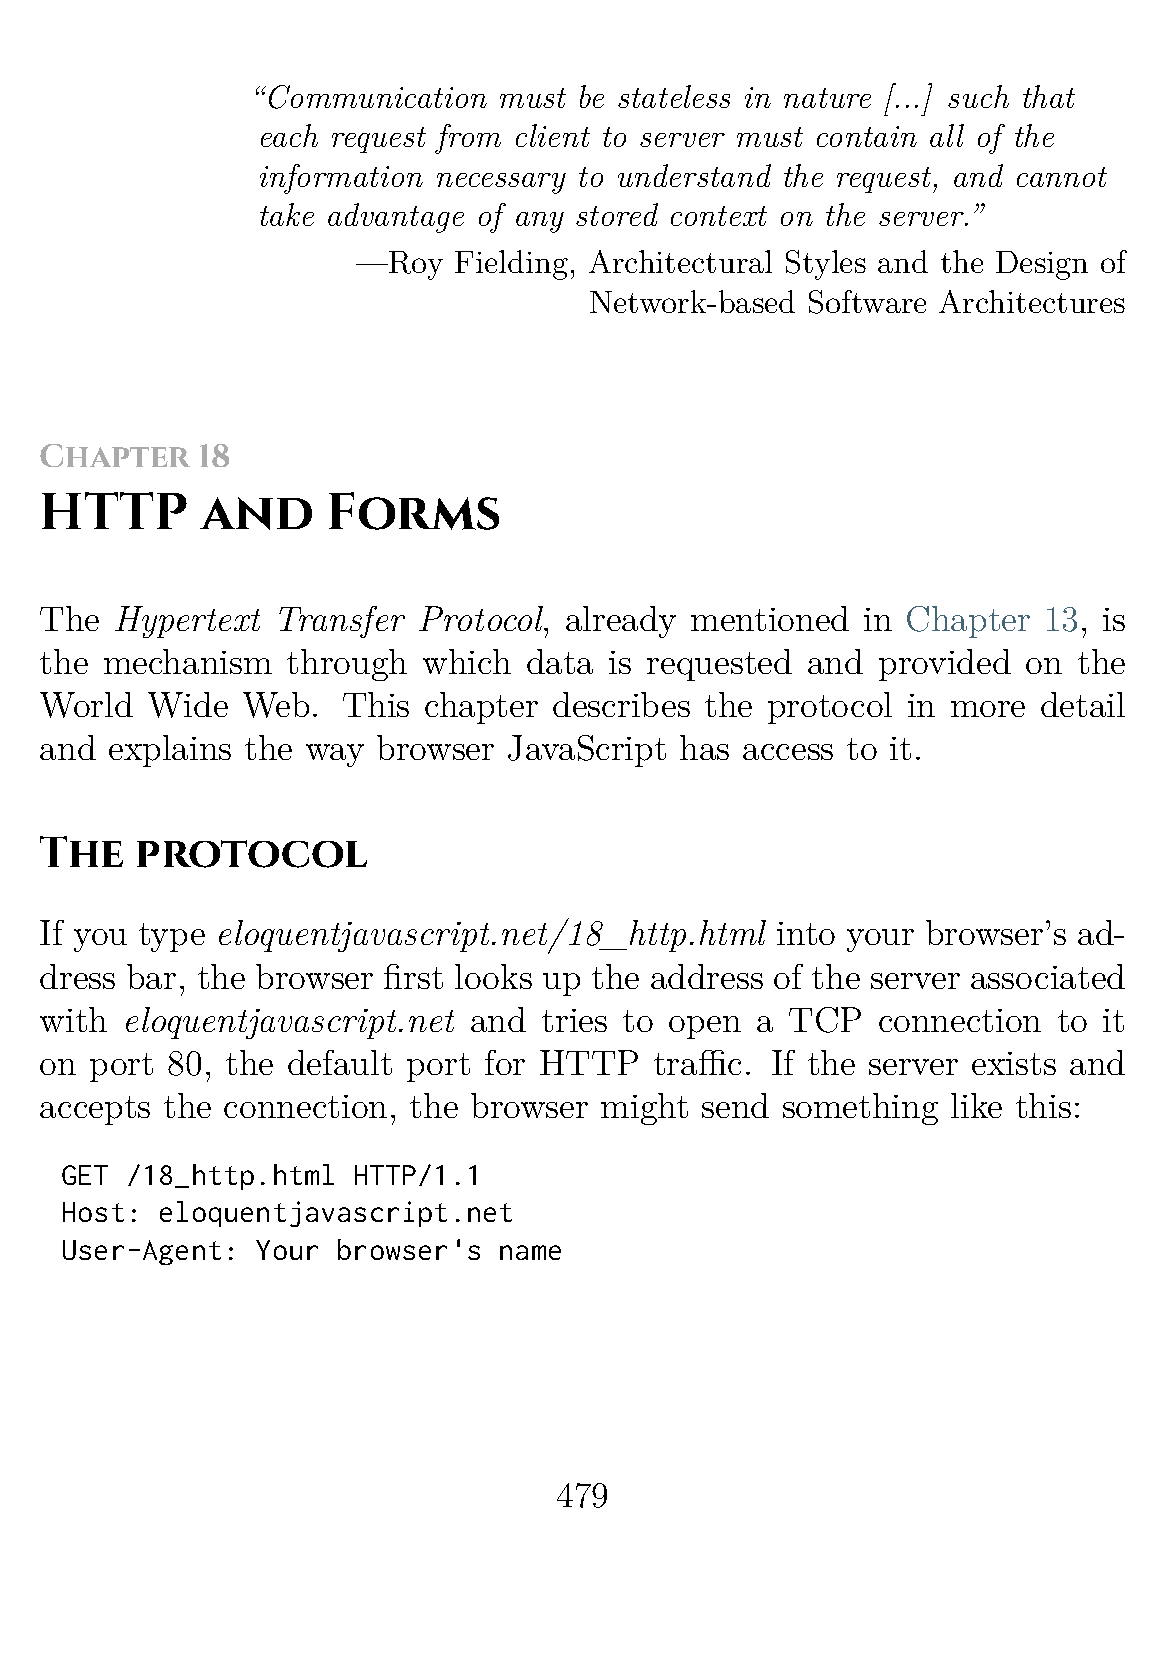 “Communication must be stateless in nature [...] such that
each request from client to server must contain all of the
information necessary to understand the request, and cannot
take advantage of any stored context on the server.”
—Roy Fielding, Architectural Styles and the Design of
Network-based Software Architectures
Chapter 18
HTTP and Forms
The Hypertext Transfer Protocol, already mentioned in Chapter 13, is
the mechanism through which data is requested and provided on the
World Wide Web. This chapter describes the protocol in more detail
and explains the way browser JavaScript has access to it.
The protocol
If you type eloquentjavascript.net/18_http.html into your browser’s ad-
dress bar, the browser first looks up the address of the server associated
with eloquentjavascript.net and tries to open a TCP connection to it
on port 80, the default port for HTTP traffic. If the server exists and
accepts the connection, the browser might send something like this:
GET /18_http.html HTTP/1.1
Host: eloquentjavascript.net
User-Agent: Your browser's name
479